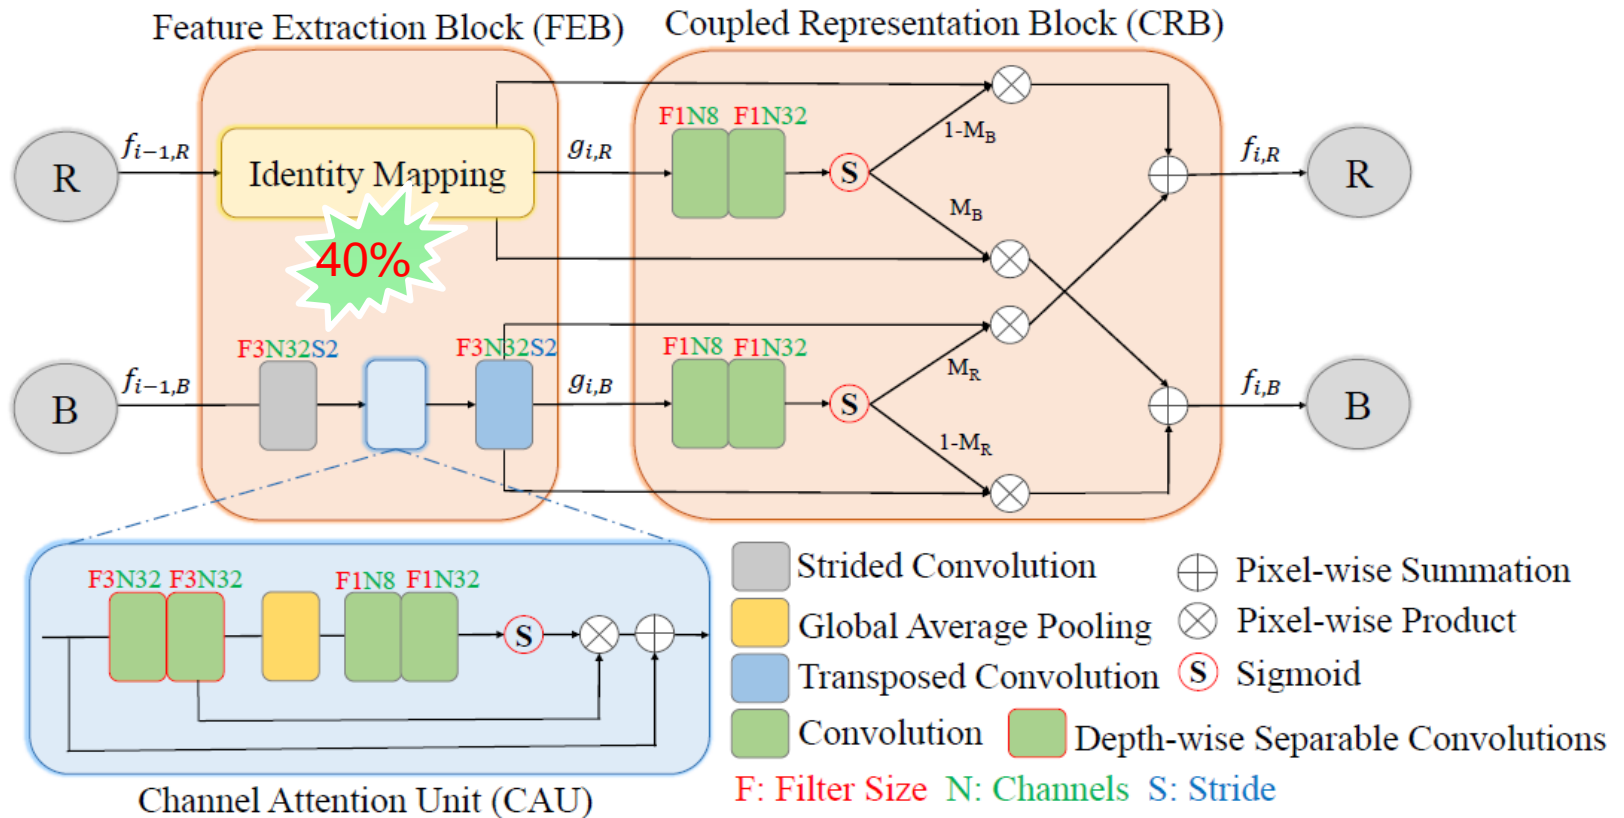 Feature Extraction Block (FEB)
Coupled Representation Block (CRB)
R
f_{i−1,R}
Identity Mapping
g_{i,R}
F1N8 F1N32
S
1-M_B
M_B
f_{i,R}
R
40%
B
f_{i−1,B}
F3N32S2
F3N32S2
g_{i,B}
F1N8 F1N32
S
M_R
1-M_R
f_{i,B}
B
F3N32 F3N32
F1N8 F1N32
S
Channel Attention Unit (CAU)
Strided Convolution
Global Average Pooling
Transposed Convolution
Convolution
Pixel-wise Summation
Pixel-wise Product
S Sigmoid
Depth-wise Separable Convolutions
F: Filter Size N: Channels S: Stride